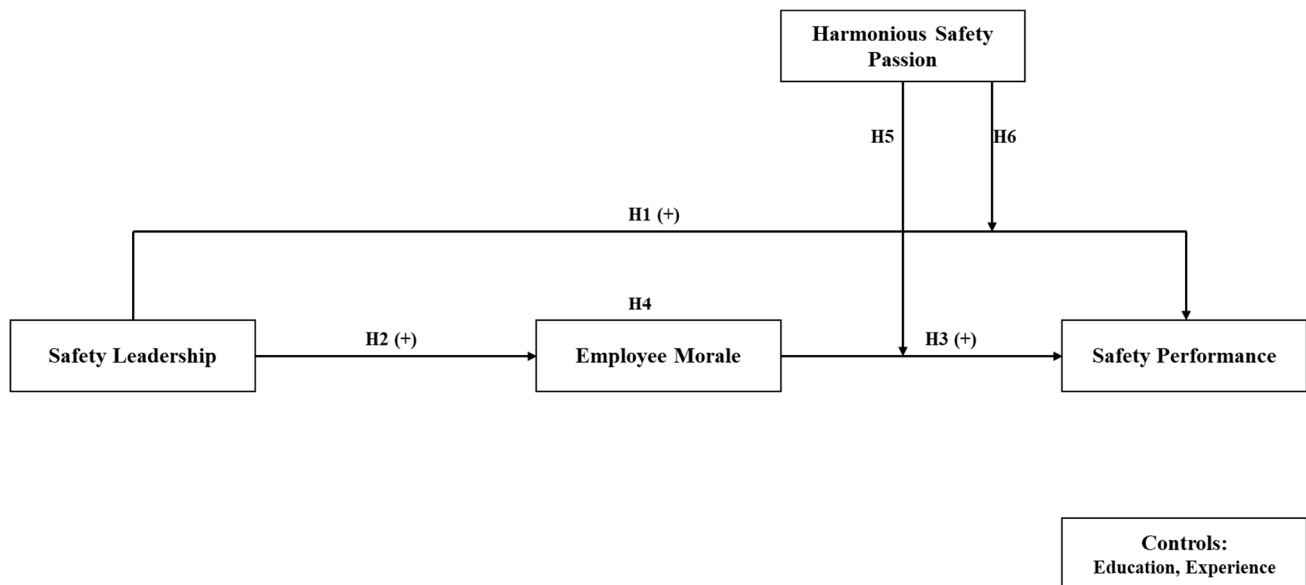 Harmonious Safety
Passion
H5
H6
H1 (+)
H4
Safety Leadership
H2 (+)
Employee Morale
H3 (+)
Safety Performance
Controls:
Education, Experience